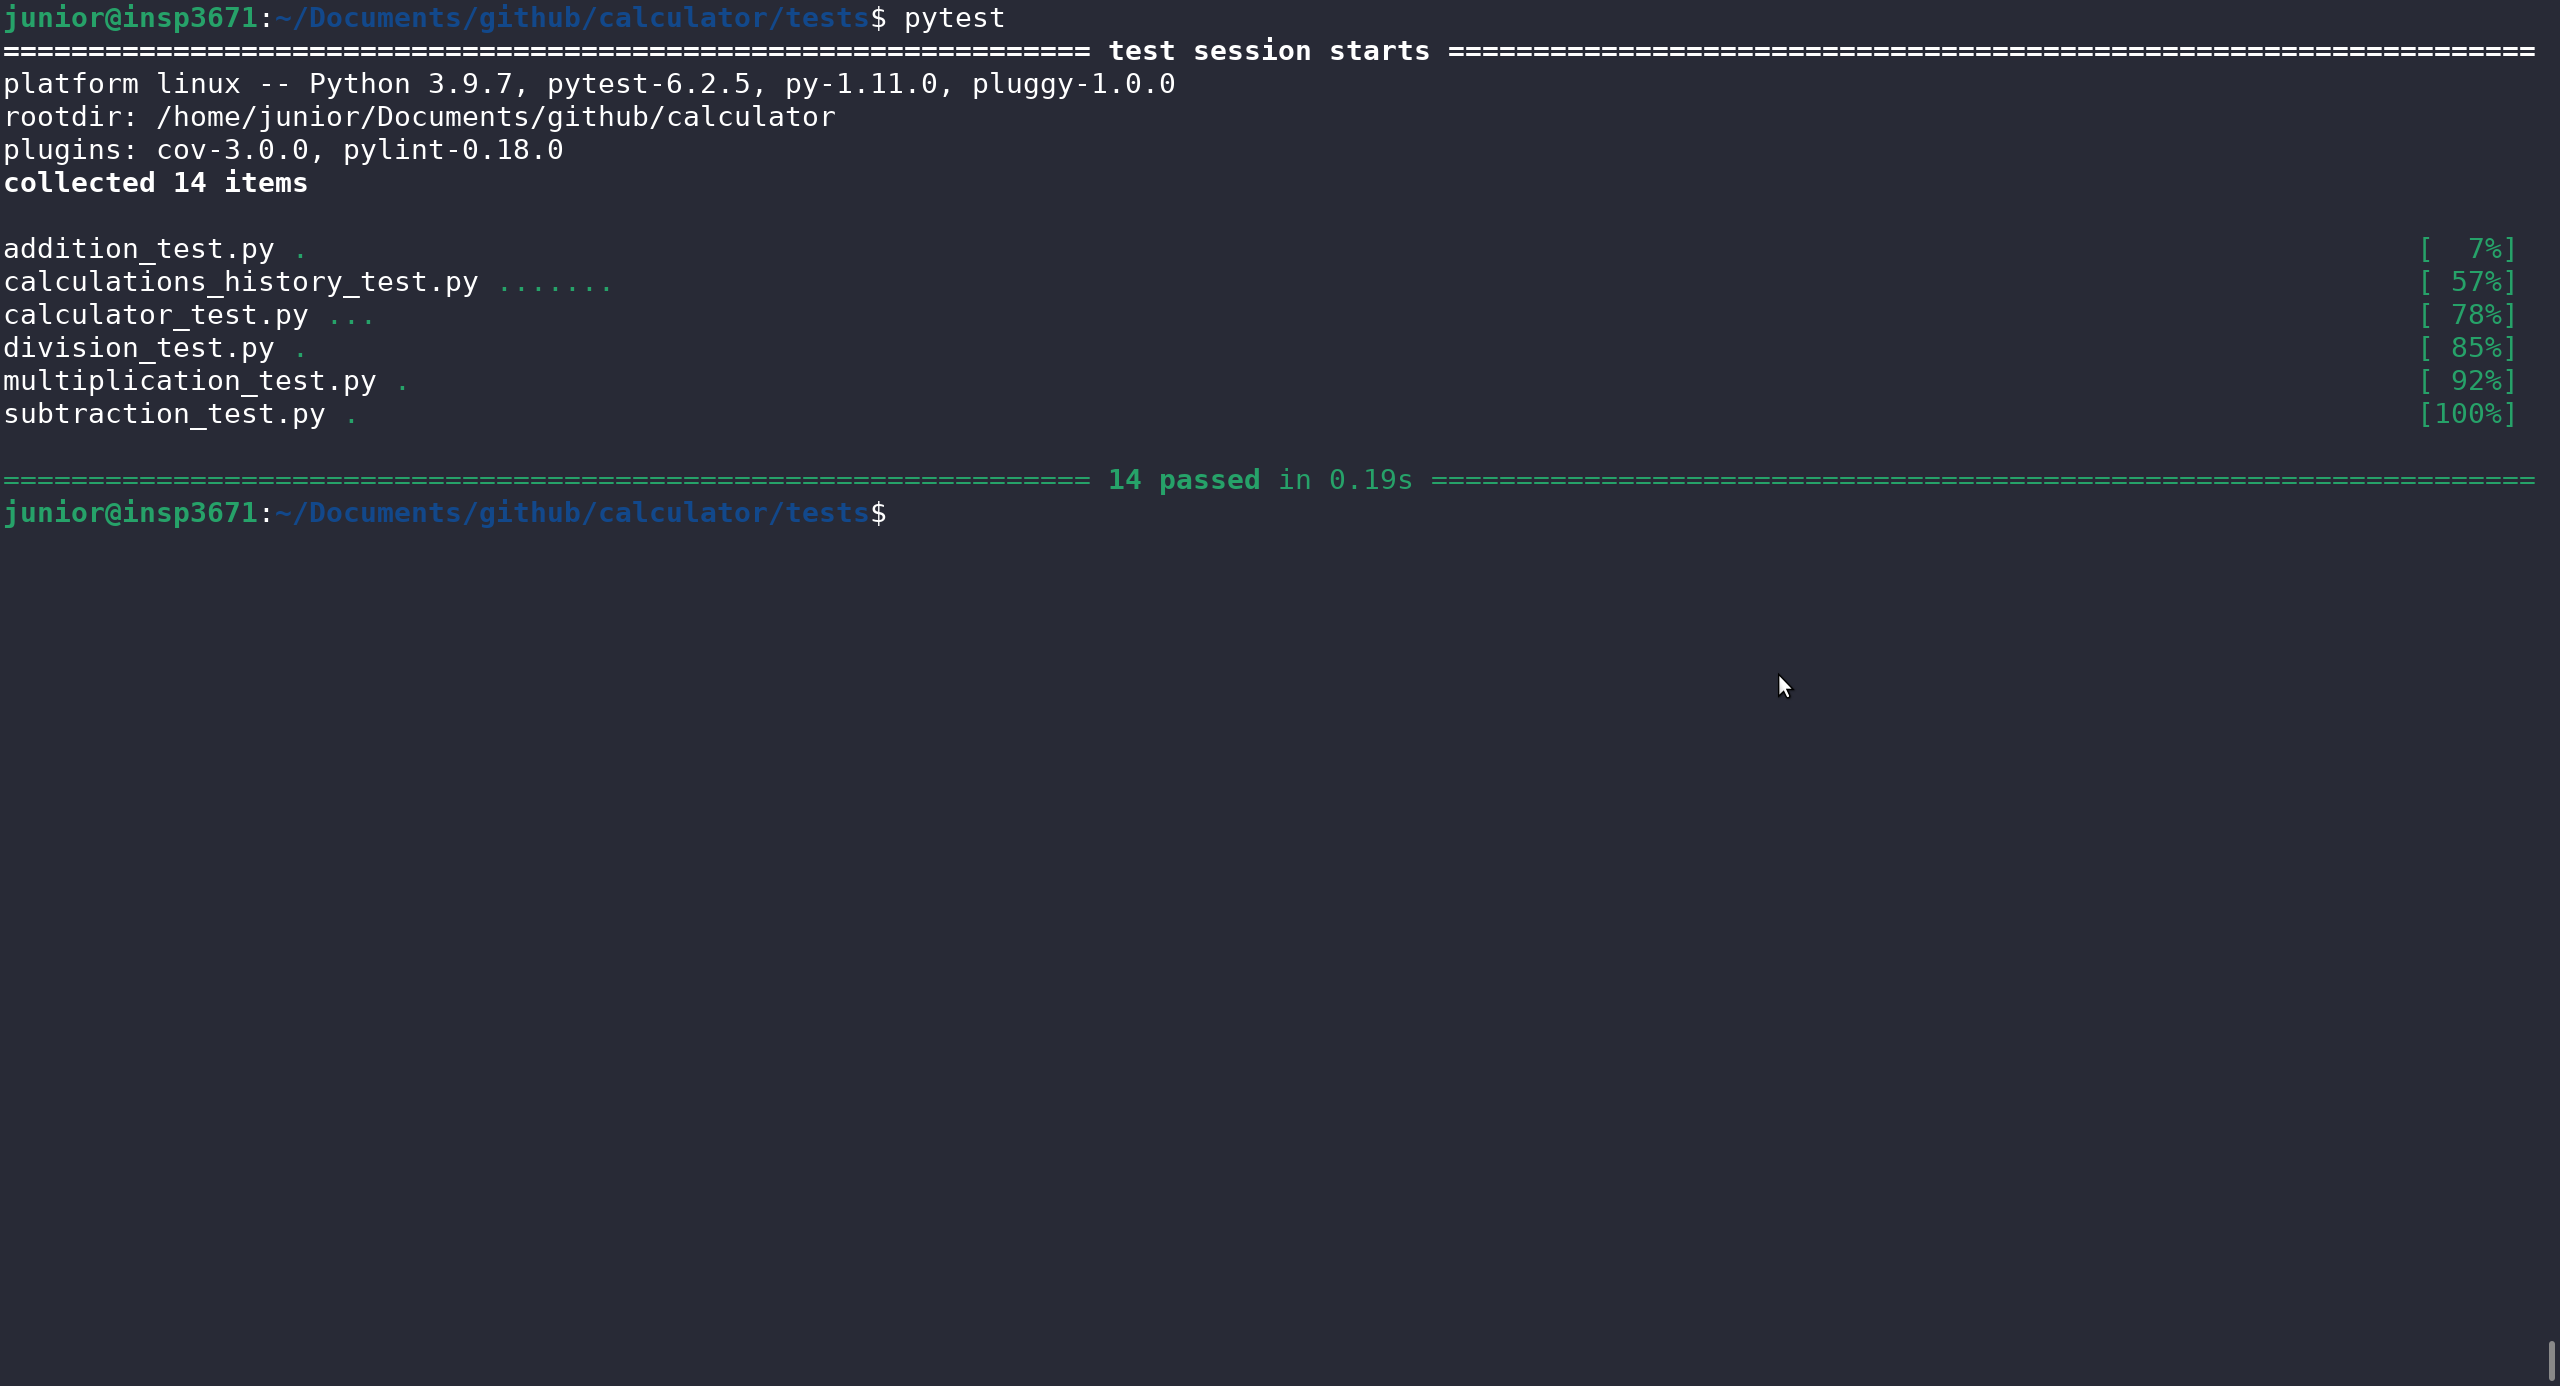 junior@insp3671:~/Documents/github/calculator/tests$ pytest
================================================================ test session starts ================================================================
platform linux -- Python 3.9.7, pytest-6.2.5, py-1.11.0, pluggy-1.0.0
rootdir: /home/junior/Documents/github/calculator
plugins: cov-3.0.0, pylint-0.18.0
collected 14 items
addition_test.py . [  7%]
calculations_history_test.py ....... [ 57%]
calculator_test.py ... [ 78%]
division_test.py . [ 85%]
multiplication_test.py . [ 92%]
subtraction_test.py . [100%]
================================================================ 14 passed in 0.19s =================================================================
junior@insp3671:~/Documents/github/calculator/tests$